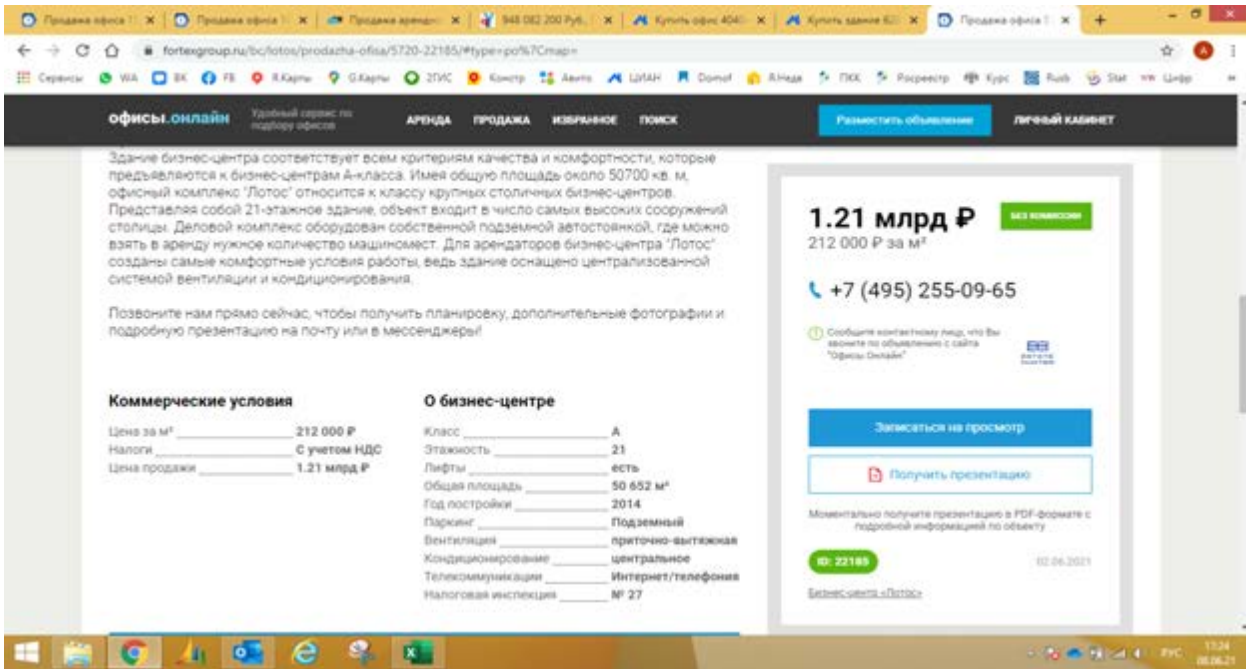 Продажа офиса 1
Продажа офиса 1
Продажа аренд
948 082 200 Руб.,
Купить офис 404
Купить здание 62
Продажа офиса 1
fortexgroup.ru/bc/lotos/prodazha-ofisa/5720-22185/#type=po%7Cmap=
Сервисы WA ВК FB Я.Карты G.Карты 2ГИС Авито ЦИАН Domof ПКК Росреестр Курс Rusb Stat
офисы.онлайн
Удобный сервис по
подбору офисов
АРЕНДА ПРОДАЖА ИЗБРАННОЕ ПОИСК
Разместить объявление
ЛИЧНЫЙ КАБИНЕТ
Здание бизнес-центра соответствует всем критериям качества и комфортности, которые
предъявляются к бизнес-центрам А-класса. Имея общую площадь около 50700 кв. м,
офисный комплекс "Лотос" относится к классу крупных столичных бизнес-центров.
Представляя собой 21-этажное здание, объект входит в число самых высоких сооружений
столицы. Деловой комплекс оборудован собственной подземной автостоянкой, где можно
взять в аренду нужное количество машиномест. Для арендаторов бизнес-центра "Лотос"
созданы самые комфортные условия работы, ведь здание оснащено централизованной
системой вентиляции и кондиционирования.
Позвоните нам прямо сейчас, чтобы получить планировку, дополнительные фотографии и
подробную презентацию на почту или в мессенджеры!
Коммерческие условия
Цена за м² 212 000 ₽
Налоги С учетом НДС
Цена продажи 1.21 млрд ₽
О бизнес-центре
Класс A
Этажность 21
Лифты есть
Общая площадь 50 652 м²
Год постройки 2014
Паркинг Подземный
Вентиляция приточно-вытяжная
Кондиционирование центральное
Телекоммуникации Интернет/телефония
Налоговая инспекция № 27
1.21 млрд ₽
БЕЗ КОМИССИИ
212 000 ₽ за м²
+7 (495) 255-09-65
Сообщите контактному лицу, что Вы
звоните по объявлению с сайта
"Офисы Онлайн"
Записаться на просмотр
Получить презентацию
Моментально получите презентацию в PDF-формате с
подробной информацией по объекту
ID: 22185
02.06.2021
Бизнес-центр «Лотос»
РУС
13:24
08.06.21